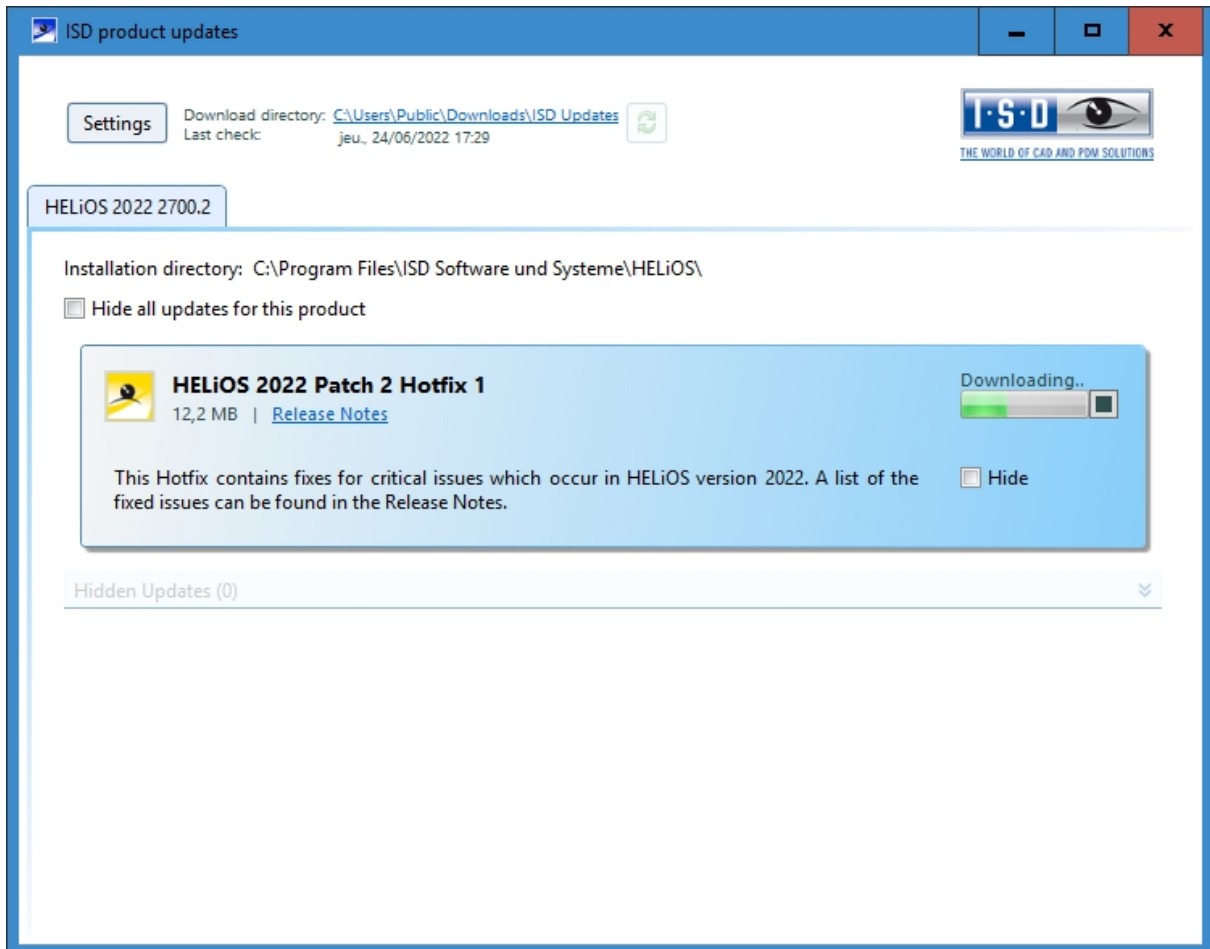 ISD product updates
Settings
Download directory: C:\Users\Public\Downloads\ISD Updates
Last check: jeu., 24/06/2022 17:29
I·S·D
THE WORLD OF CAD AND PDM SOLUTIONS
HELiOS 2022 2700.2
Installation directory: C:\Program Files\ISD Software und Systeme\HELiOS\
Hide all updates for this product
HELiOS 2022 Patch 2 Hotfix 1
12,2 MB | Release Notes
Downloading..
This Hotfix contains fixes for critical issues which occur in HELiOS version 2022. A list of the
fixed issues can be found in the Release Notes.
Hide
Hidden Updates (0)